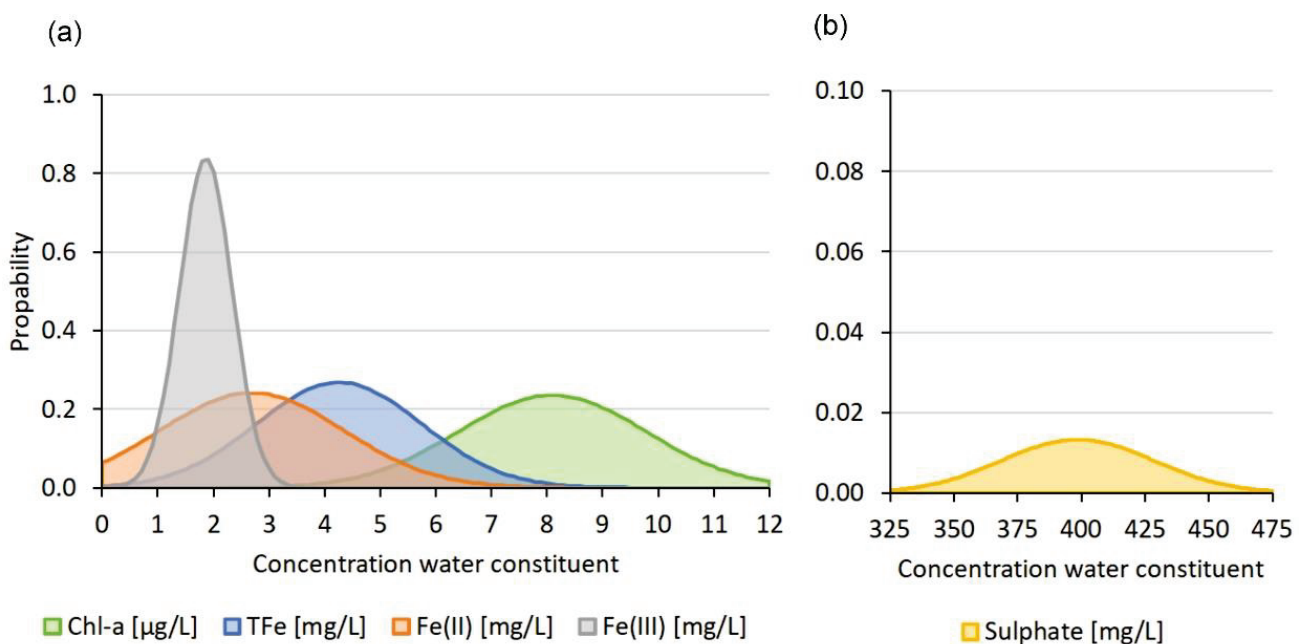 (a)
1.0
0.8
0.6
0.4
0.2
0.0
Propability
0 1 2 3 4 5 6 7 8 9 10 11 12
Concentration water constituent
Chl-a [µg/L] TFe [mg/L] Fe(II) [mg/L] Fe(III) [mg/L]
(b)
0.10
0.08
0.06
0.04
0.02
0.00
325 350 375 400 425 450 475
Concentration water constituent
Sulphate [mg/L]